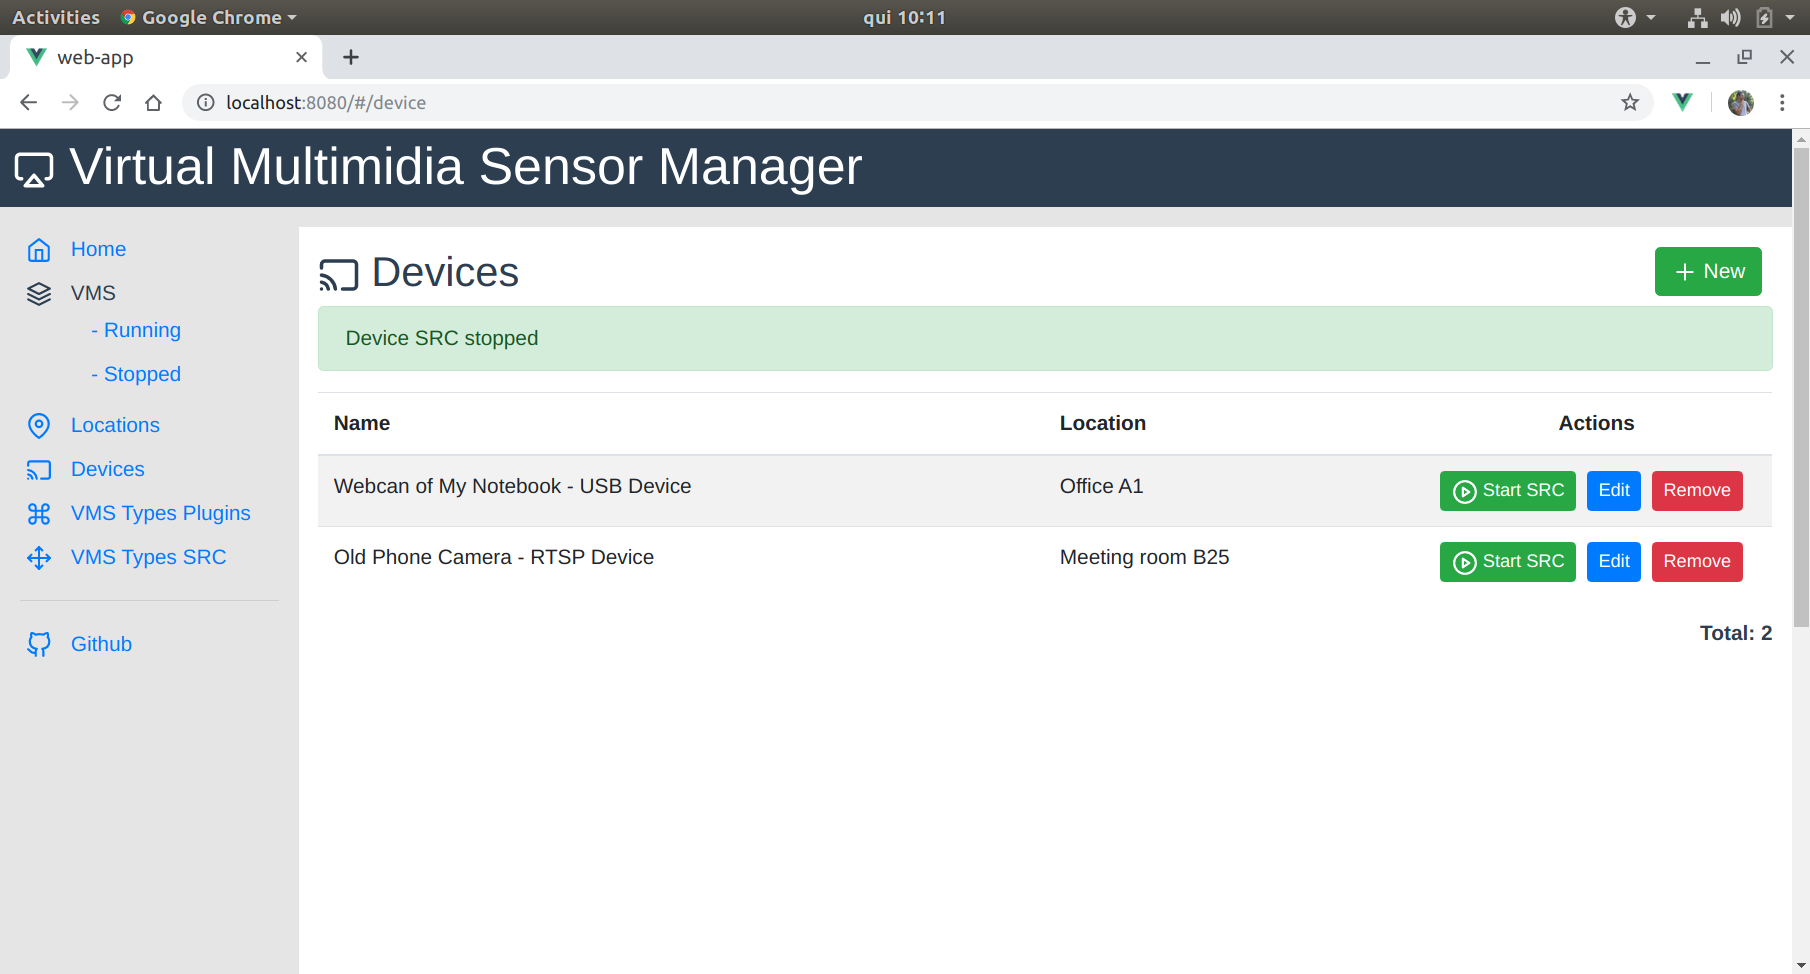 Activities Google Chrome qui 10:11
web-app
localhost:8080/#/device
Virtual Multimidia Sensor Manager
Home
VMS
- Running
- Stopped
Locations
Devices
VMS Types Plugins
VMS Types SRC
Github
Devices New
Device SRC stopped
Name Location Actions
Webcan of My Notebook - USB Device Office A1 Start SRC Edit Remove
Old Phone Camera - RTSP Device Meeting room B25 Start SRC Edit Remove
Total: 2